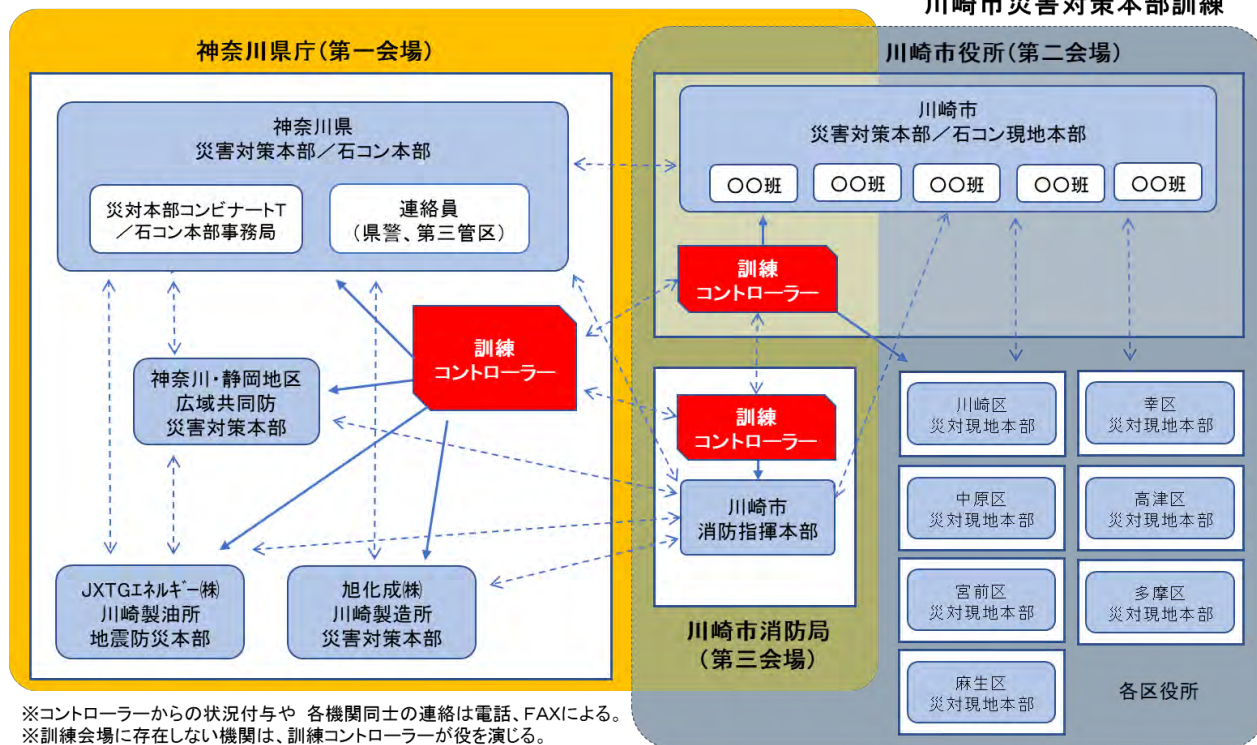 川崎市災害対策本部訓練
神奈川県庁(第一会場)
川崎市役所(第二会場)
神奈川県
災害対策本部/石コン本部
災対本部コンビナートT
/石コン本部事務局
連絡員
(県警、第三管区)
川崎市
災害対策本部/石コン現地本部
〇〇班
〇〇班
〇〇班
〇〇班
〇〇班
訓練
コントローラー
訓練
コントローラー
訓練
コントローラー
神奈川・静岡地区
広域共同防
災害対策本部
川崎市
消防指揮本部
JXTGエネルギー(株)
川崎製油所
地震防災本部
旭化成㈱
川崎製造所
災害対策本部
川崎市消防局
(第三会場)
川崎区
災対現地本部
幸区
災対現地本部
中原区
災対現地本部
高津区
災対現地本部
宮前区
災対現地本部
多摩区
災対現地本部
麻生区
災対現地本部
各区役所
※コントローラーからの状況付与や 各機関同士の連絡は電話、FAXによる。
※訓練会場に存在しない機関は、訓練コントローラーが役を演じる。